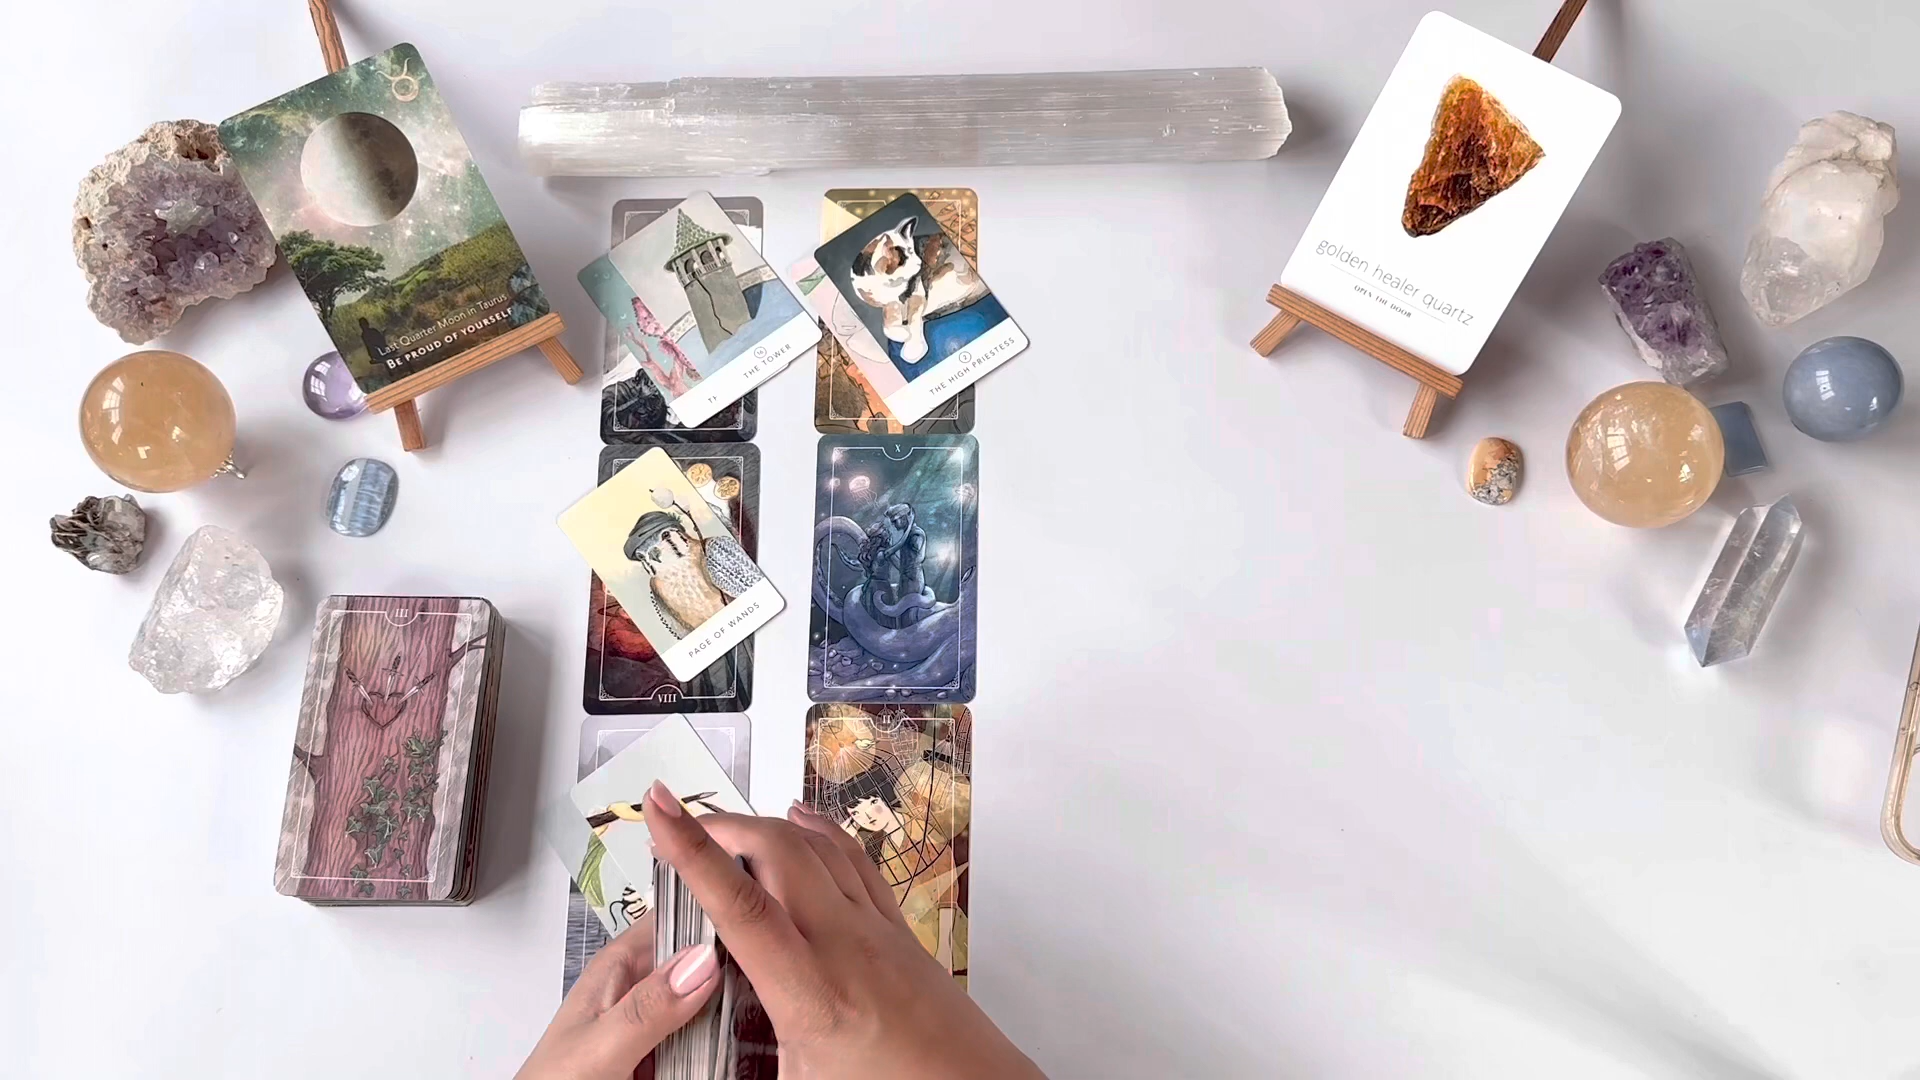 Last Quarter Moon in Taurus
BE PROUD OF YOURSELF
golden healer quartz
OPEN THE DOOR
16
THE TOWER
2
THE HIGH PRIESTESS
X
PAGE OF WANDS
VIII
III
II